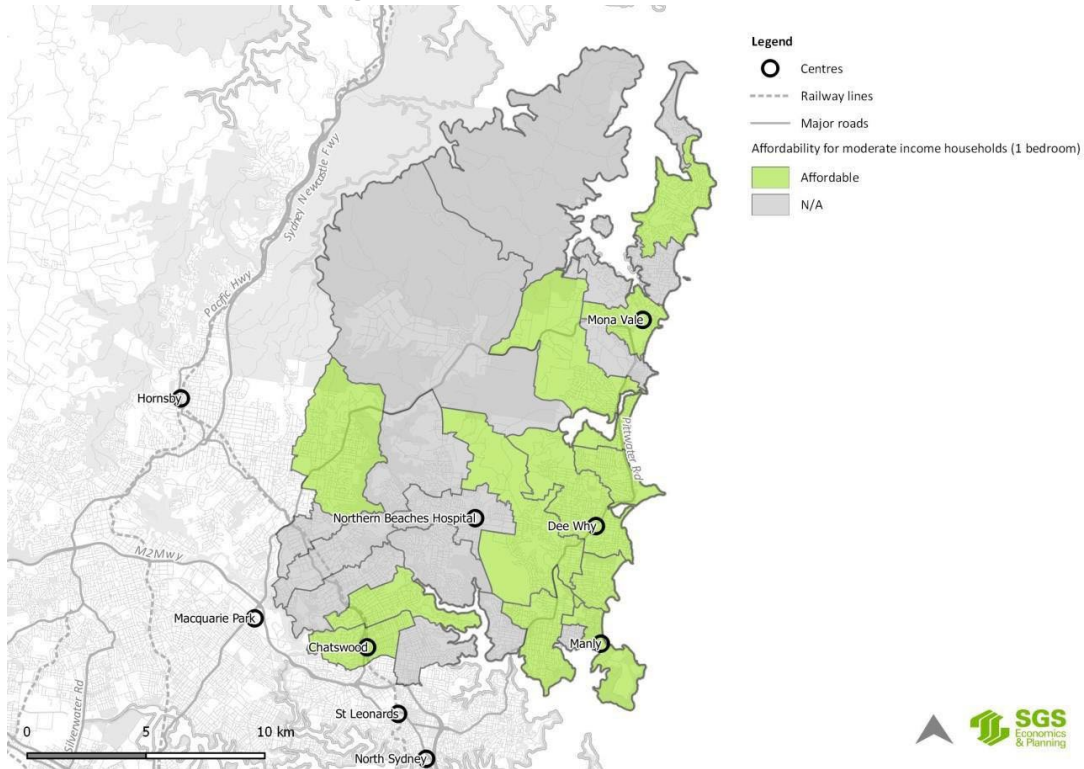 Legend
Centres
Railway lines
Major roads
Affordability for moderate income households (1 bedroom)
Affordable
N/A
Sydney Newcastle Fwy
Pacific Hwy
Mona Vale
Hornsby
Pittwater Rd
Northern Beaches Hospital
Dee Why
M2Mwy
Macquarie Park
Chatswood
Manly
St Leonards
Silverwater Rd
0 5 10 km
North Sydney
SGS
Economics
& Planning